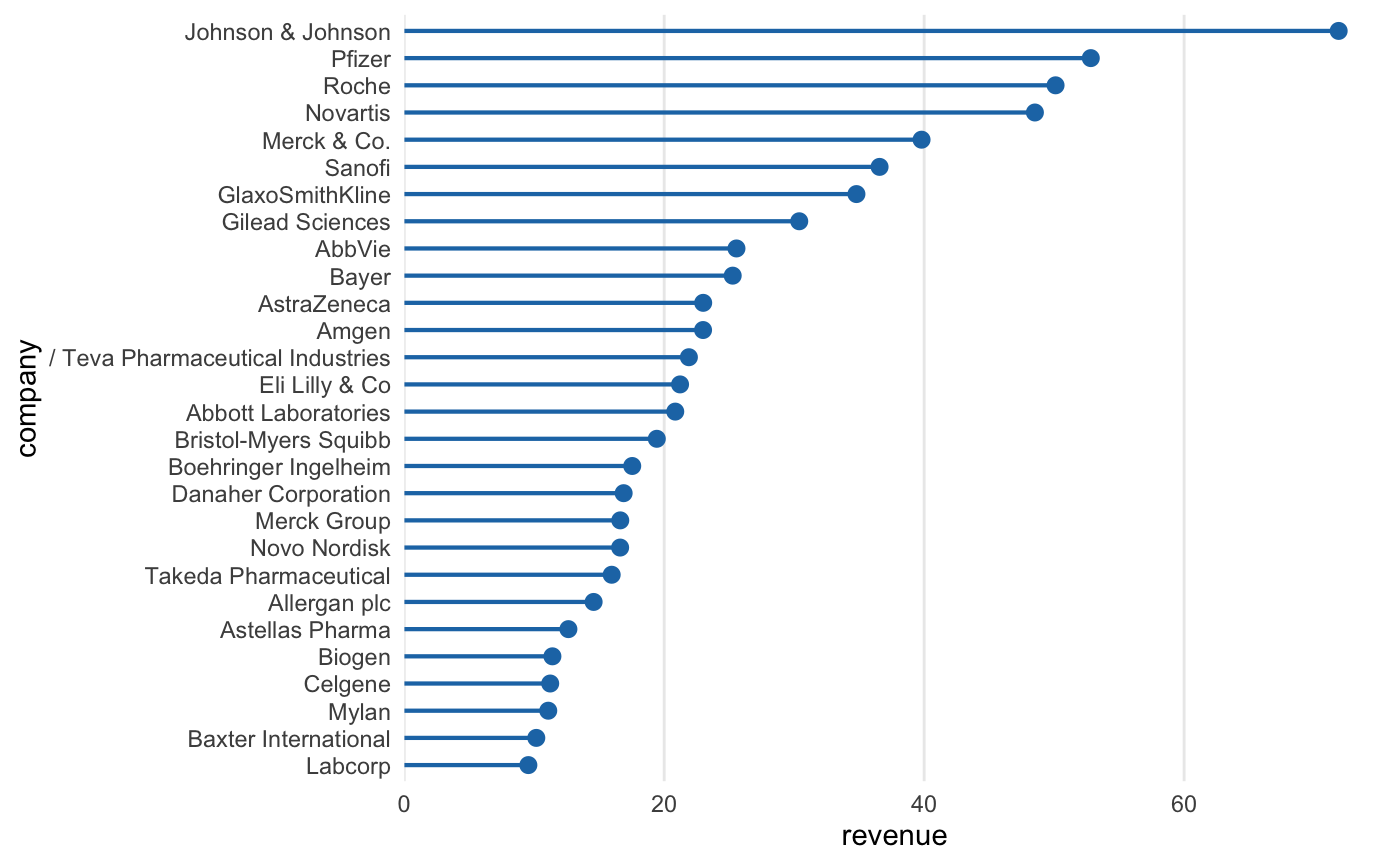 Johnson & Johnson
Pfizer
Roche
Novartis
Merck & Co.
Sanofi
GlaxoSmithKline
Gilead Sciences
AbbVie
Bayer
AstraZeneca
Amgen
/ Teva Pharmaceutical Industries
Eli Lilly & Co
Abbott Laboratories
Bristol-Myers Squibb
Boehringer Ingelheim
Danaher Corporation
Merck Group
Novo Nordisk
Takeda Pharmaceutical
Allergan plc
Astellas Pharma
Biogen
Celgene
Mylan
Baxter International
Labcorp
company
0 20 40 60
revenue